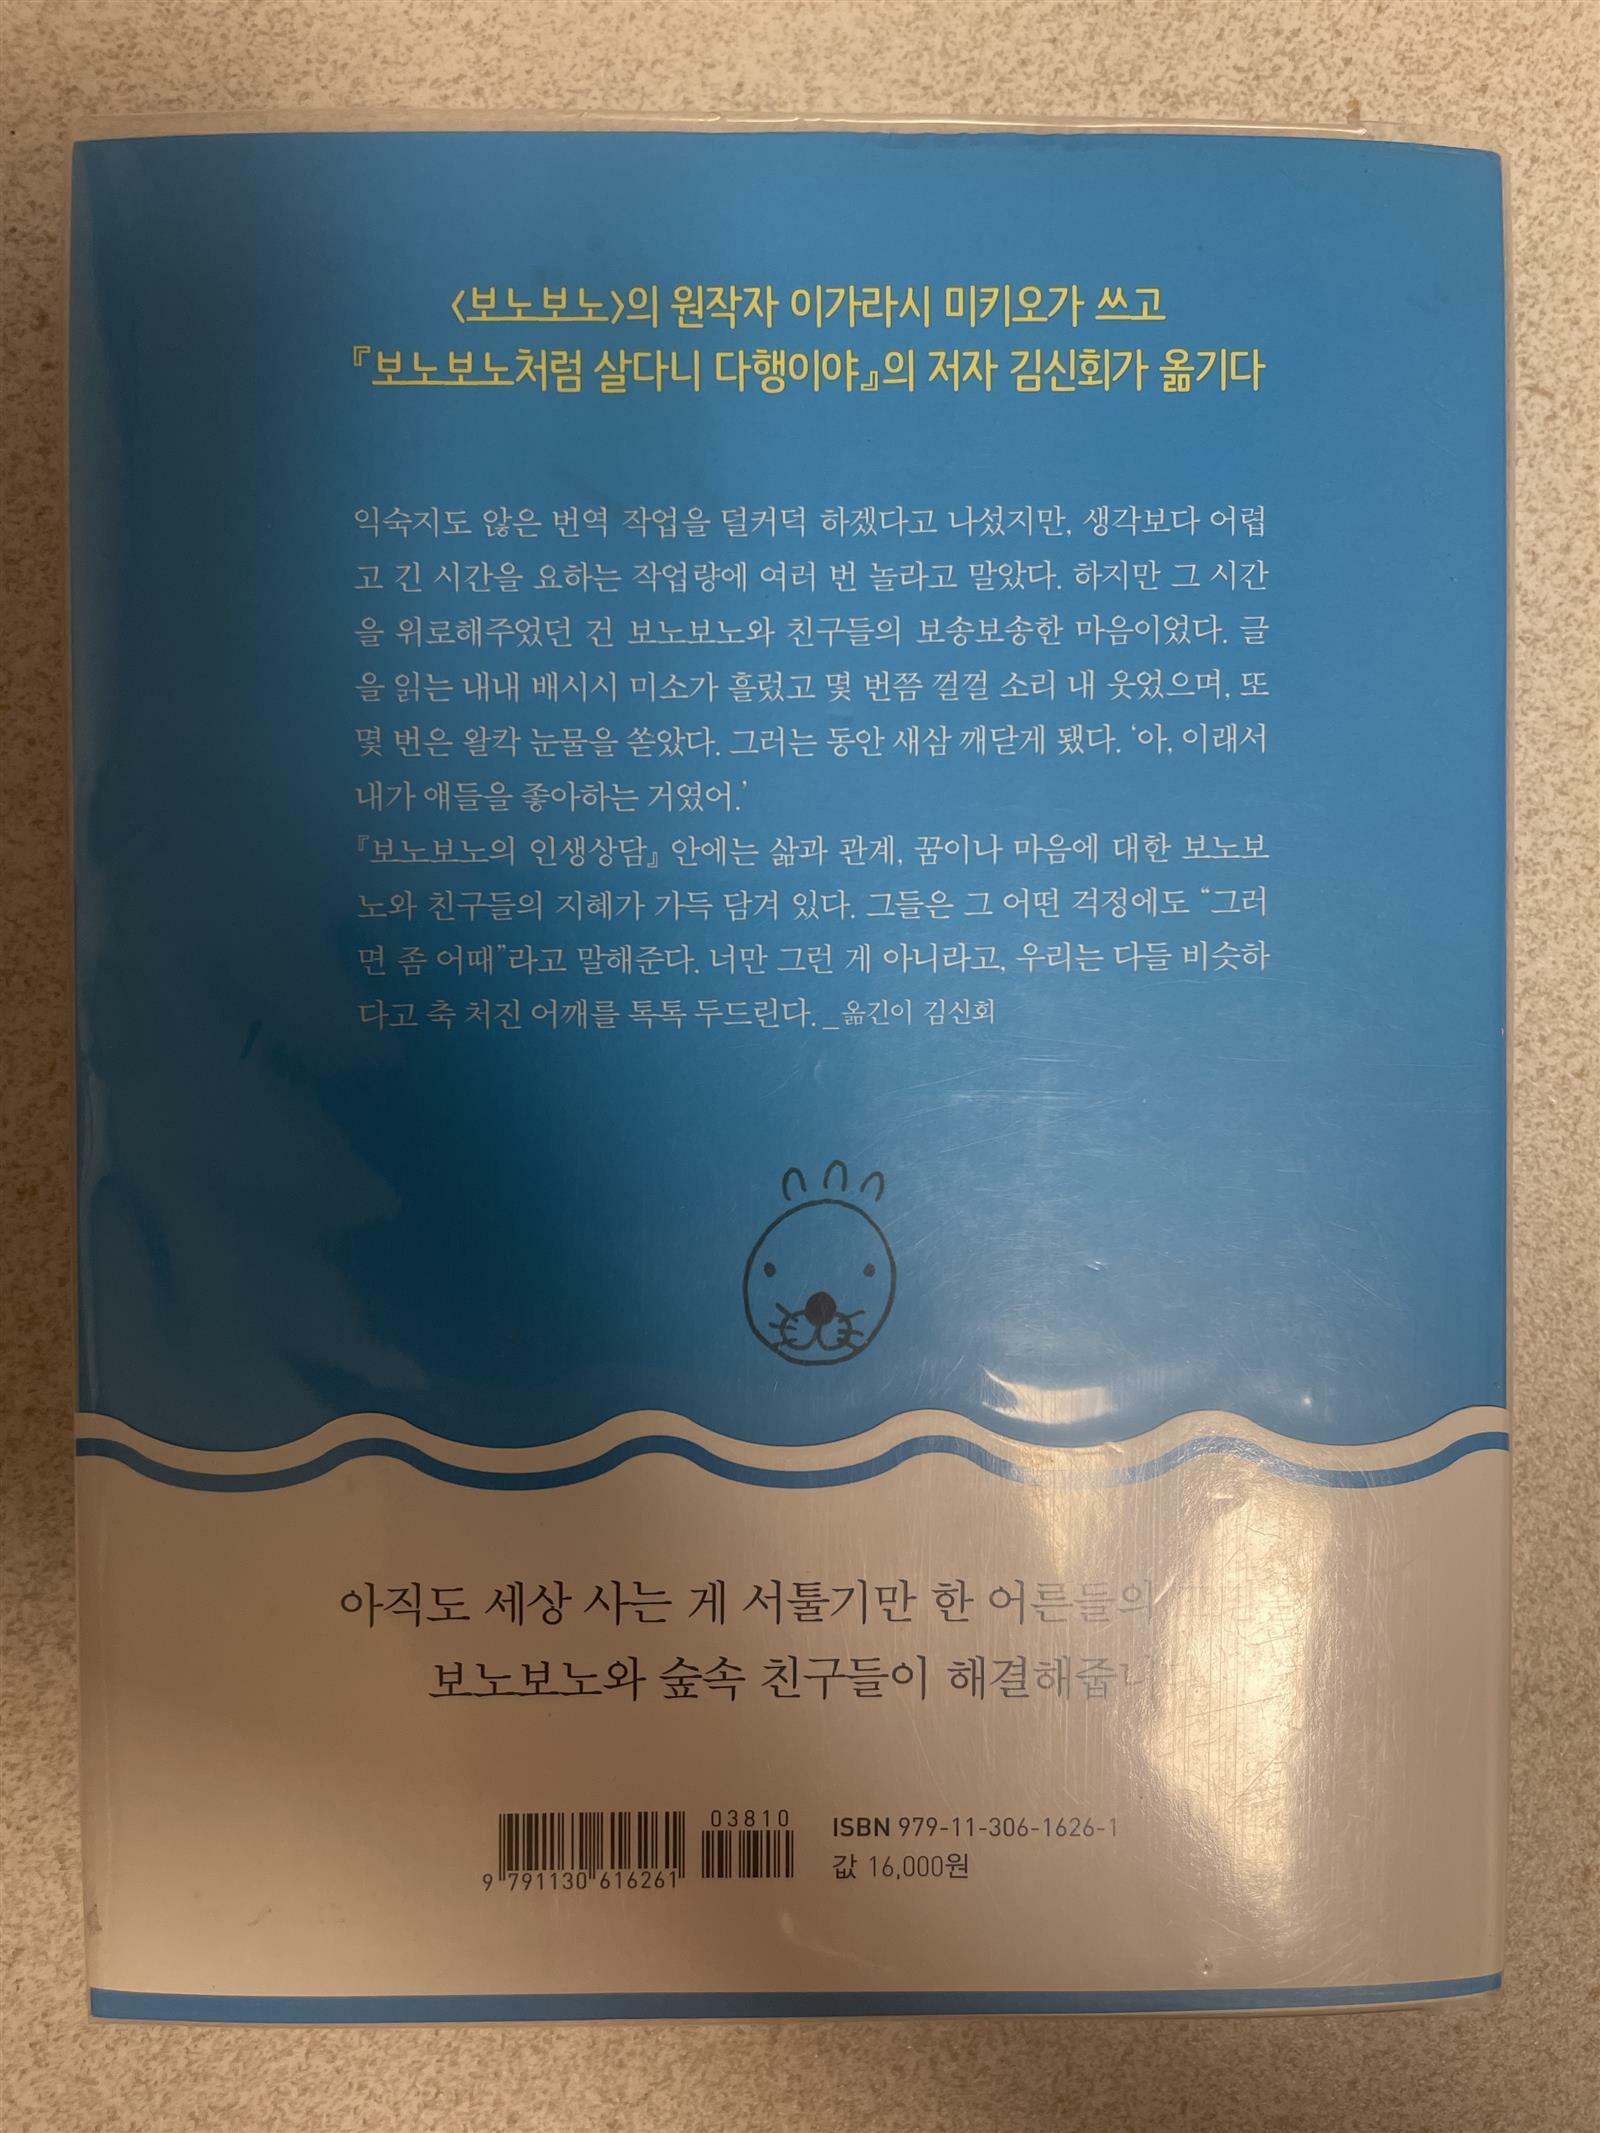 <보노보노>의 원작자 이가라시 미키오가 쓰고
『보노보노처럼 살다니 다행이야』의 저자 김신회가 옮기다
익숙지도 않은 번역 작업을 덜커덕 하겠다고 나섰지만, 생각보다 어렵
고 긴 시간을 요하는 작업량에 여러 번 놀라고 말았다. 하지만 그 시간
을 위로해주었던 건 보노보노와 친구들의 보송보송한 마음이었다. 글
을 읽는 내내 배시시 미소가 흘렀고 몇 번쯤 껄껄 소리 내 웃었으며, 또
몇 번은 왈칵 눈물을 쏟았다. 그러는 동안 새삼 깨닫게 됐다. ‘아, 이래서
내가 얘들을 좋아하는 거였어.’
『보노보노의 인생상담』 안에는 삶과 관계, 꿈이나 마음에 대한 보노보
노와 친구들의 지혜가 가득 담겨 있다. 그들은 그 어떤 걱정에도 “그러
면 좀 어때”라고 말해준다. 너만 그런 게 아니라고, 우리는 다들 비슷하
다고 축 처진 어깨를 톡톡 두드린다. _옮긴이 김신회
아직도 세상 사는 게 서툴기만 한 어른들의
보노보노와 숲속 친구들이
03810
ISBN 979-11-306-1626-1
값 16,000원
9 791130 616261